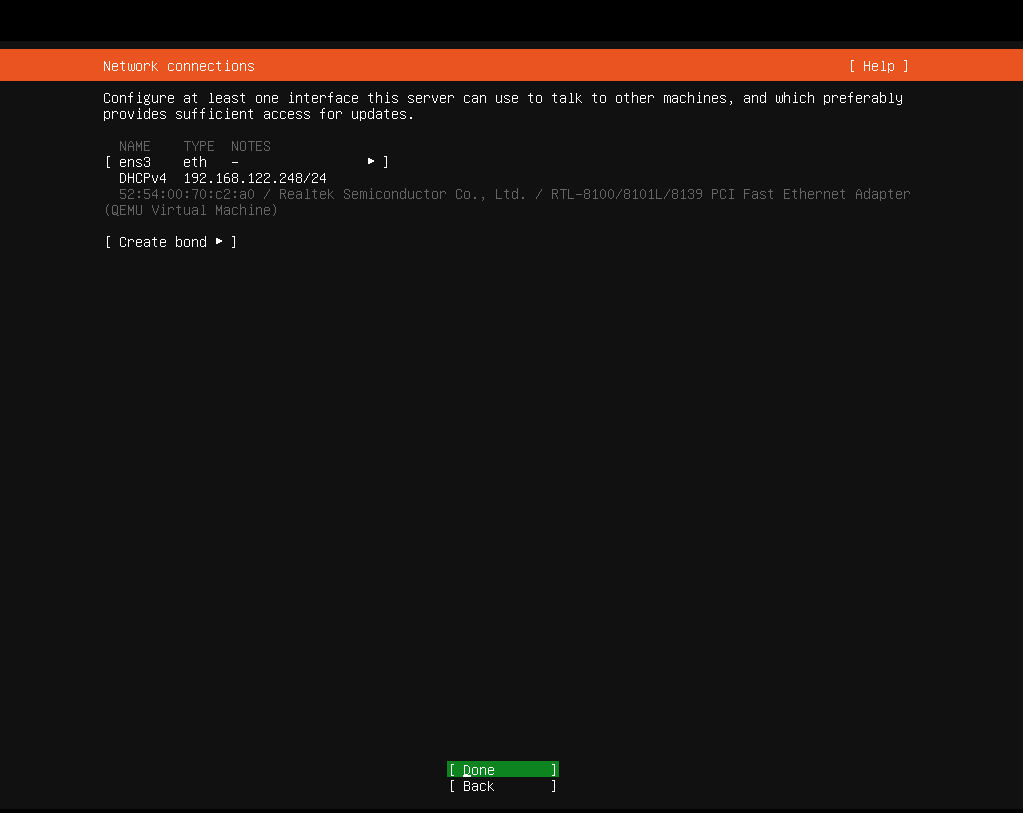 Network connections [ Help ]
Configure at least one interface this server can use to talk to other machines, and which preferably
provides sufficient access for updates.
NAME TYPE NOTES
[ ens3 eth – ▸ ]
DHCPv4 192.168.122.248/24
52:54:00:70:c2:a0 / Realtek Semiconductor Co., Ltd. / RTL–8100/8101L/8139 PCI Fast Ethernet Adapter
(QEMU Virtual Machine)
[ Create bond ▸ ]
[ Done ]
[ Back ]